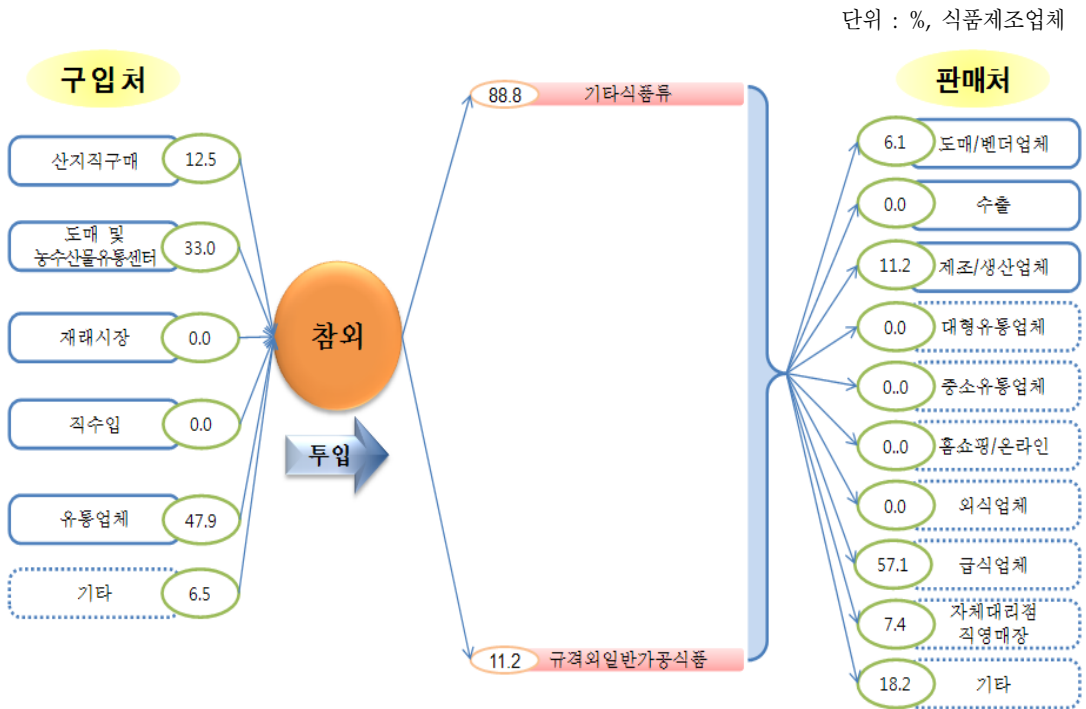 단위 : %, 식품제조업체
구입처
산지직구매 12.5
도매 및
농수산물유통센터 33.0
재래시장 0.0
직수입 0.0
유통업체 47.9
기타 6.5
참외
투입
88.8 기타식품류
11.2 규격외일반가공식품
판매처
6.1 도매/벤더업체
0.0 수출
11.2 제조/생산업체
0.0 대형유통업체
0..0 중소유통업체
0..0 홈쇼핑/온라인
0.0 외식업체
57.1 급식업체
7.4 자체대리점
직영매장
18.2 기타